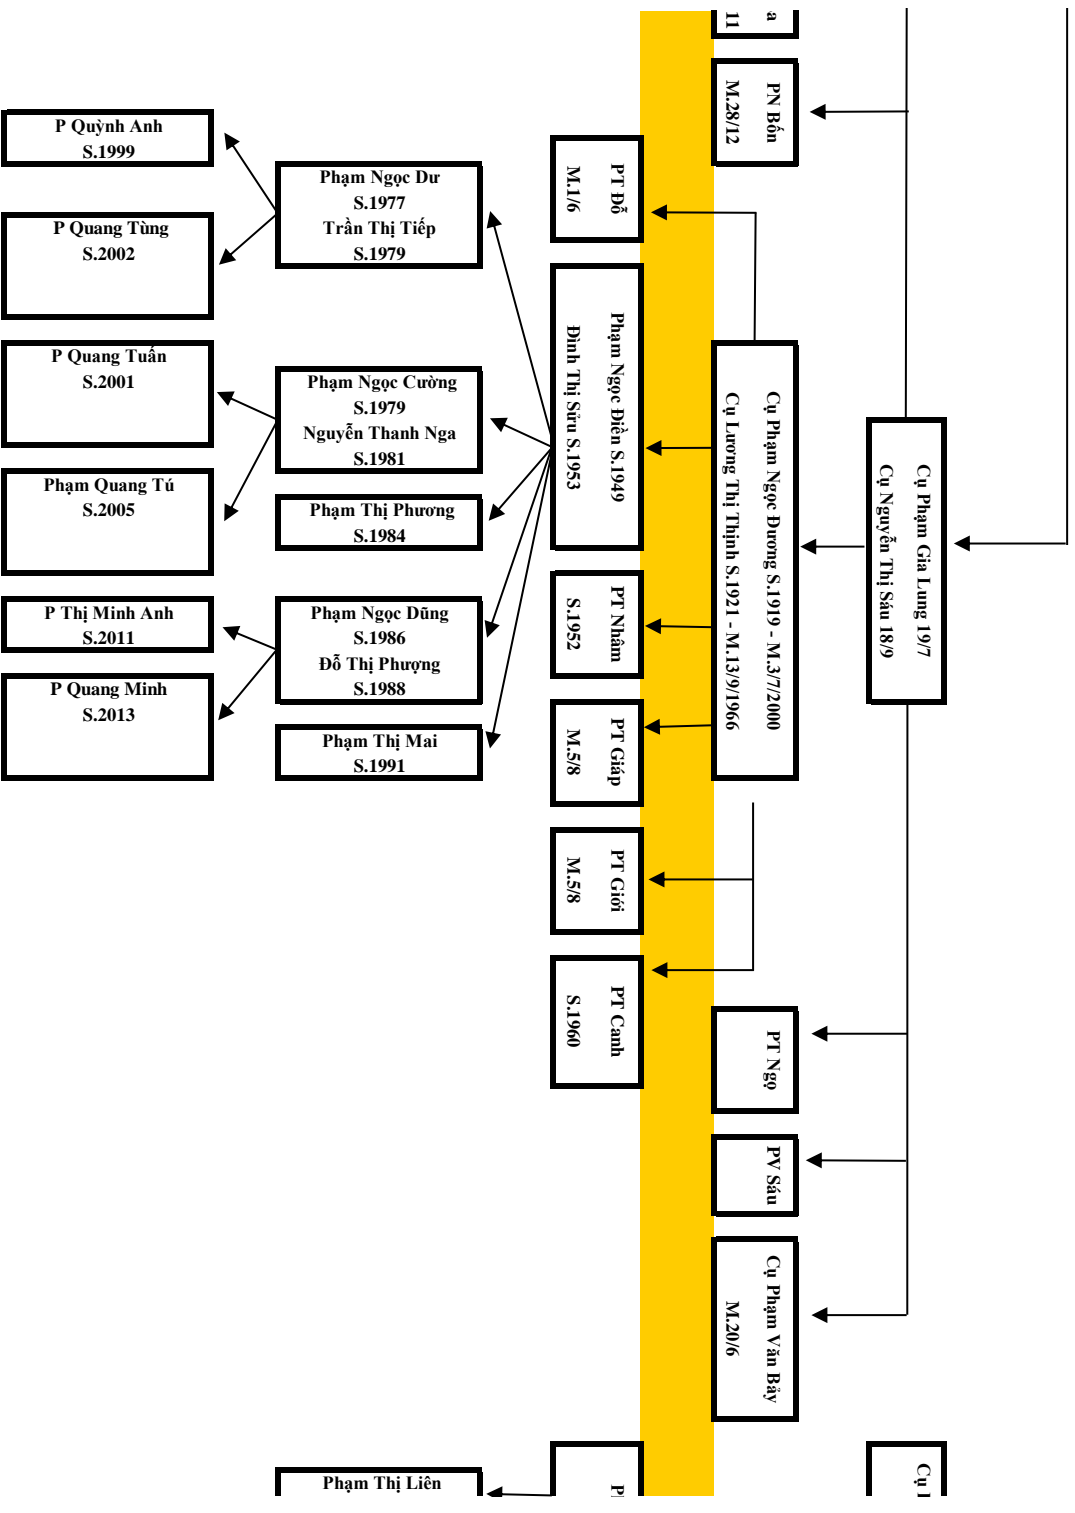 P Quỳnh Anh
S.1999
P Quang Tùng
S.2002
P Quang Tuấn
S.2001
Phạm Quang Tú
S.2005
P Thị Minh Anh
S.2011
P Quang Minh
S.2013
Phạm Ngọc Dư
S.1977
Trần Thị Tiếp
S.1979
Phạm Ngọc Cường
S.1979
Nguyễn Thanh Nga
S.1981
Phạm Thị Phương
S.1984
Phạm Ngọc Dũng
S.1986
Đỗ Thị Phượng
S.1988
Phạm Thị Mai
S.1991
Phạm Thị Liên
PT Đỗ
M.1/6
Phạm Ngọc Điền S.1949
Đinh Thị Sửu S.1953
PT Nhâm
S.1952
PT Giáp
M.5/8
PT Giới
M.5/8
PT Canh
S.1960
a
11
PN Bốn
M.28/12
Cụ Phạm Ngọc Đương S.1919 - M.3/7/2000
Cụ Lương Thị Thịnh S.1921 - M.13/9/1966
PT Ngọ
PV Sáu
Cụ Phạm Văn Bảy
M.20/6
Cụ Phạm Gia Lung 19/7
Cụ Nguyễn Thị Sáu 18/9
Cụ